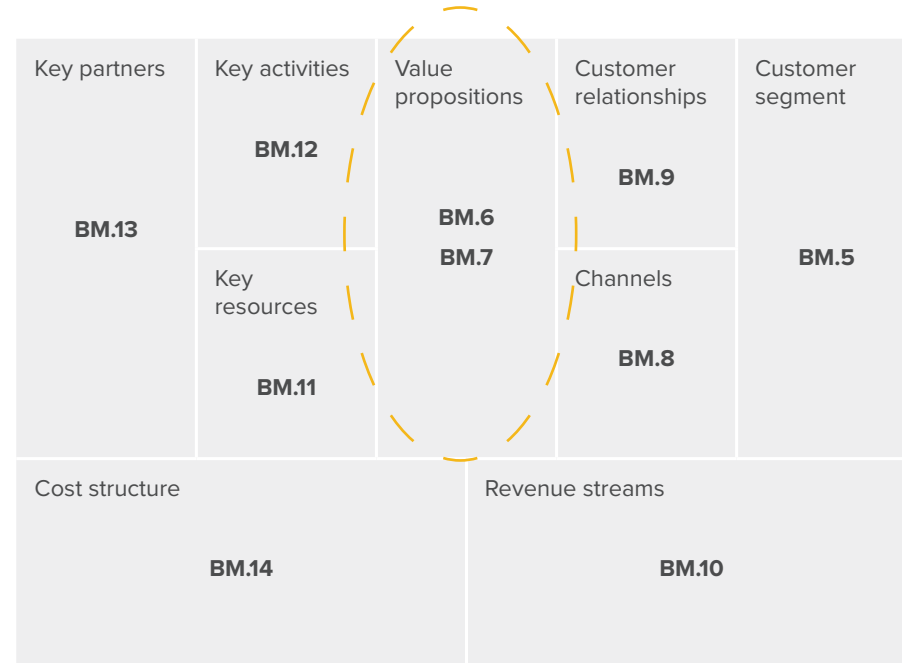 Key partners
BM.13
Key activities
BM.12
Key
resources
BM.11
Value
propositions
BM.6
BM.7
Customer
relationships
BM.9
Channels
BM.8
Customer
segment
BM.5
Cost structure
BM.14
Revenue streams
BM.10